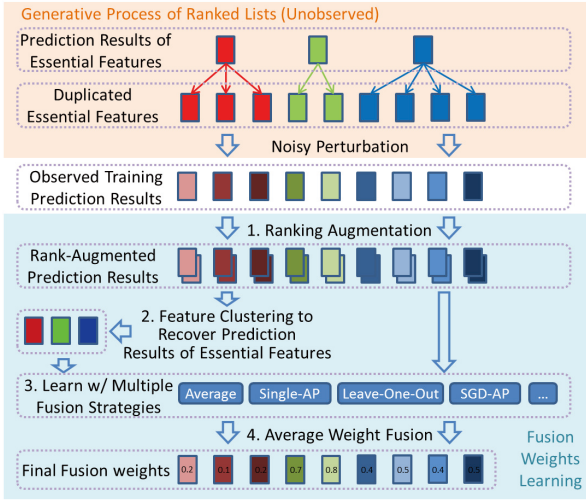 Generative Process of Ranked Lists (Unobserved)
Prediction Results of
Essential Features
Duplicated
Essential Features
Noisy Perturbation
Observed Training
Prediction Results
1. Ranking Augmentation
Rank-Augmented
Prediction Results
2. Feature Clustering to
Recover Prediction
Results of Essential Features
3. Learn w/ Multiple
Fusion Strategies
Average Single-AP Leave-One-Out SGD-AP ...
4. Average Weight Fusion
Final Fusion weights
0.2 0.1 0.2 0.7 0.8 0.4 0.5 0.4 0.5
Fusion
Weights
Learning